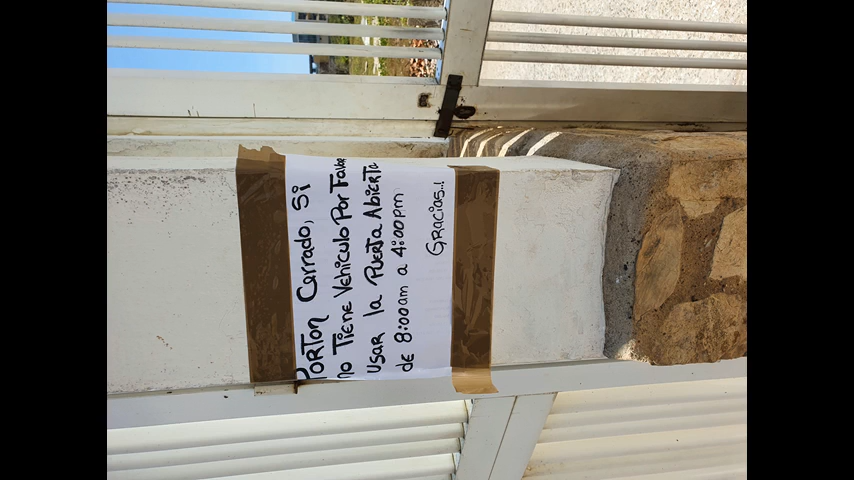 PORTON Cerrado, Si
no Tiene Vehiculo Por Favor
usar la Puerta Abierta
de 8:00am a 4:00pm
Gracias..!